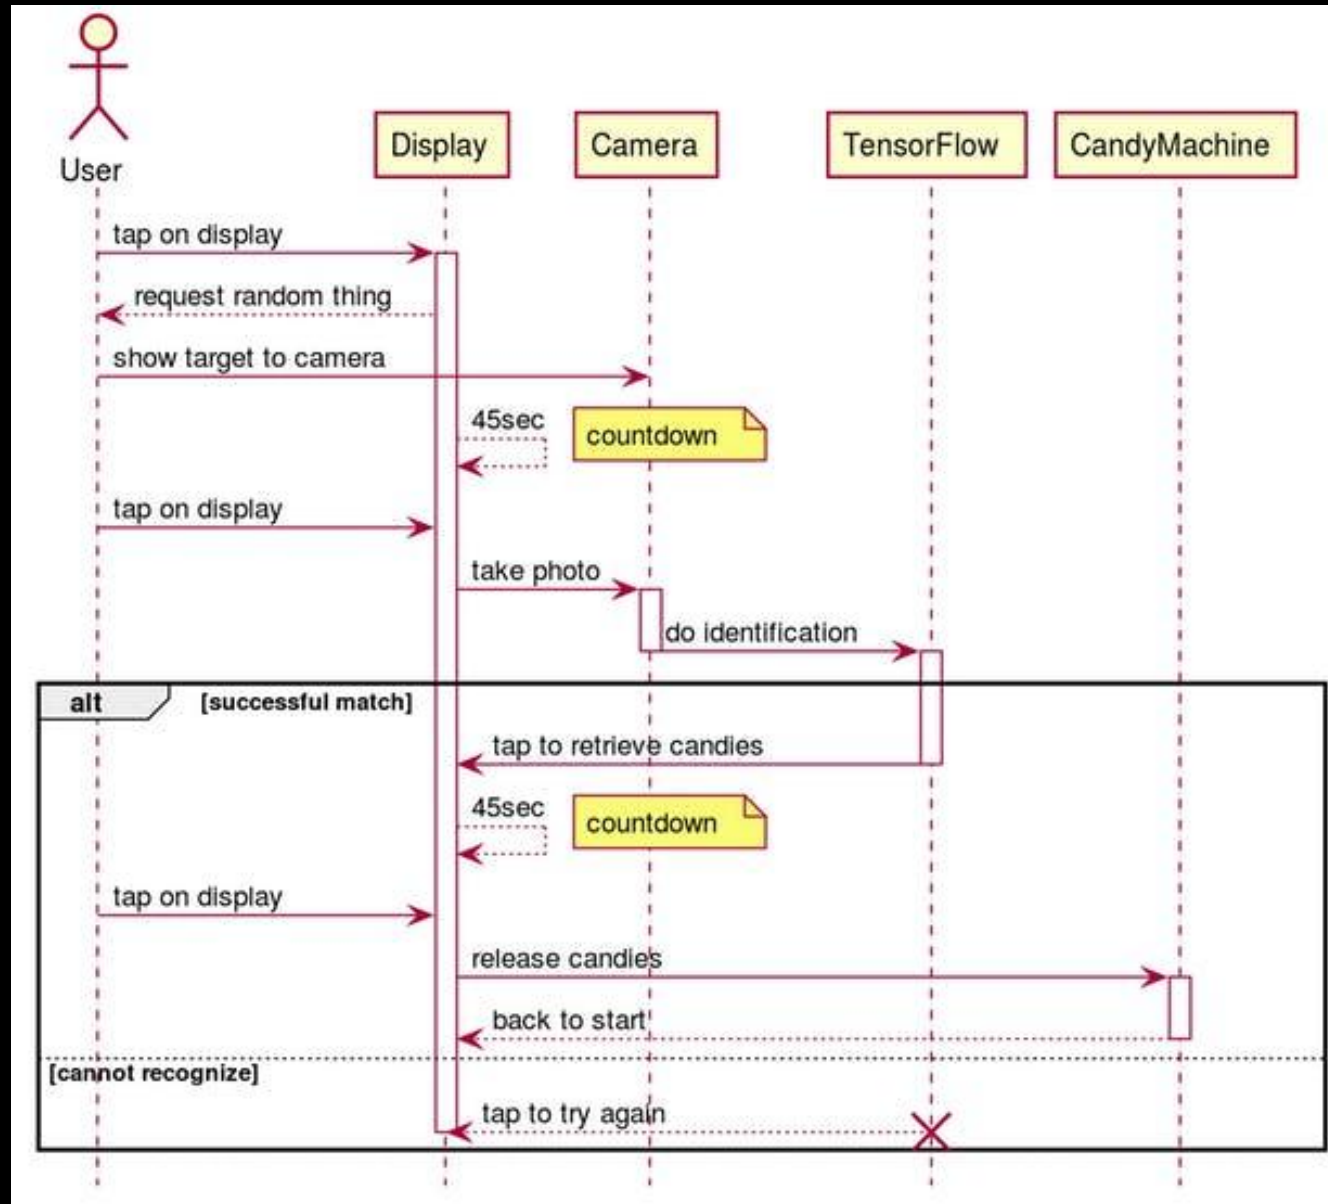 User
Display
Camera
TensorFlow
CandyMachine
tap on display
request random thing
show target to camera
45sec
countdown
tap on display
take photo
do identification
alt
[successful match]
tap to retrieve candies
45sec
countdown
tap on display
release candies
back to start
[cannot recognize]
tap to try again